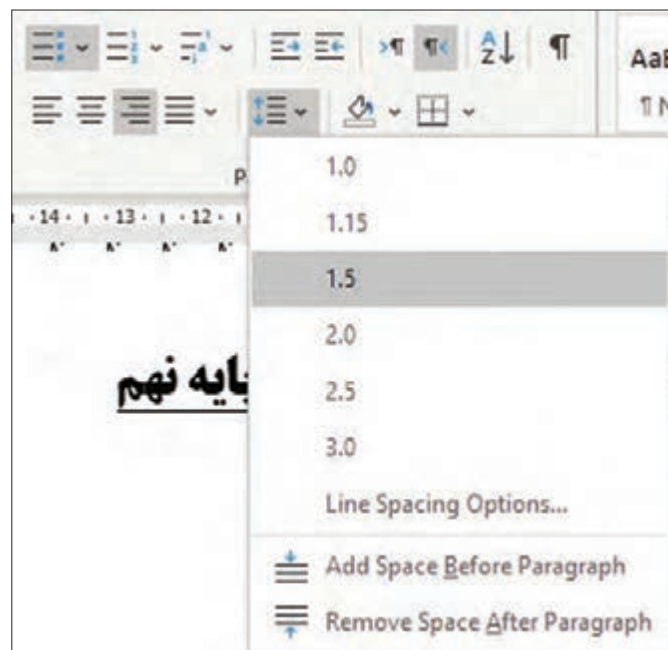 AaB
¶ N
P
14 · ı · 13 · ı · 12 · ı
1.0
1.15
1.5
2.0
2.5
3.0
پایه نهم
Line Spacing Options...
Add Space Before Paragraph
Remove Space After Paragraph